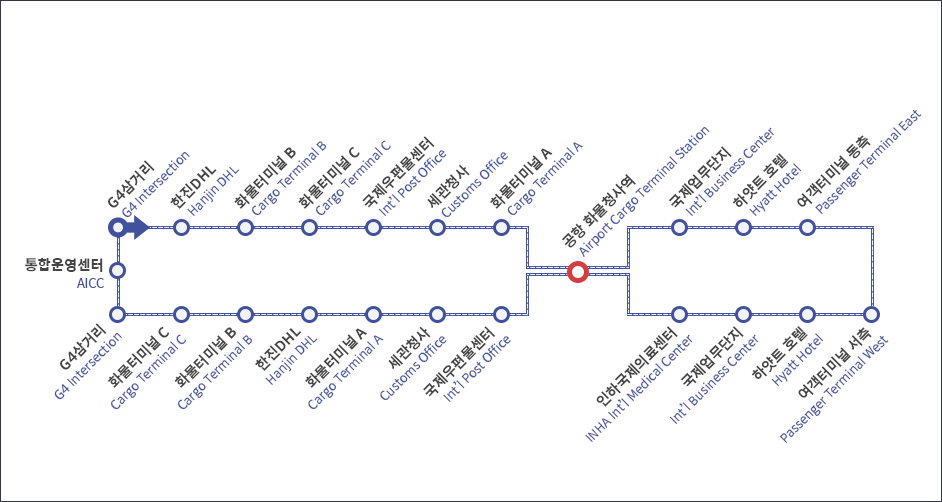 G4삼거리
G4 Intersection
한진DHL
Hanjin DHL
화물터미널 B
Cargo Terminal B
화물터미널 C
Cargo Terminal C
국제우편물센터
Int'l Post Office
세관청사
Customs Office
화물터미널 A
Cargo Terminal A
공항 화물청사역
Airport Cargo Terminal Station
국제업무단지
Int'l Business Center
하얏트 호텔
Hyatt Hotel
여객터미널 동측
Passenger Terminal East
통합운영센터
AICC
G4삼거리
G4 Intersection
화물터미널 C
Cargo Terminal C
화물터미널 B
Cargo Terminal B
한진DHL
Hanjin DHL
화물터미널 A
Cargo Terminal A
세관청사
Customs Office
국제우편물센터
Int'l Post Office
인하국제의료센터
INHA Int'l Medical Center
국제업무단지
Int'l Business Center
하얏트 호텔
Hyatt Hotel
여객터미널 서측
Passenger Terminal West